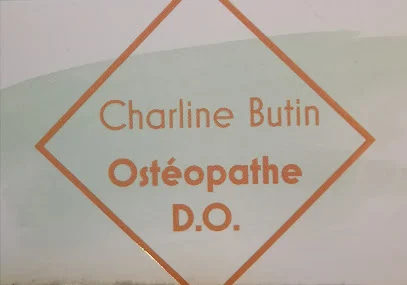 Charline Butin
Ostéopathe
D.O.